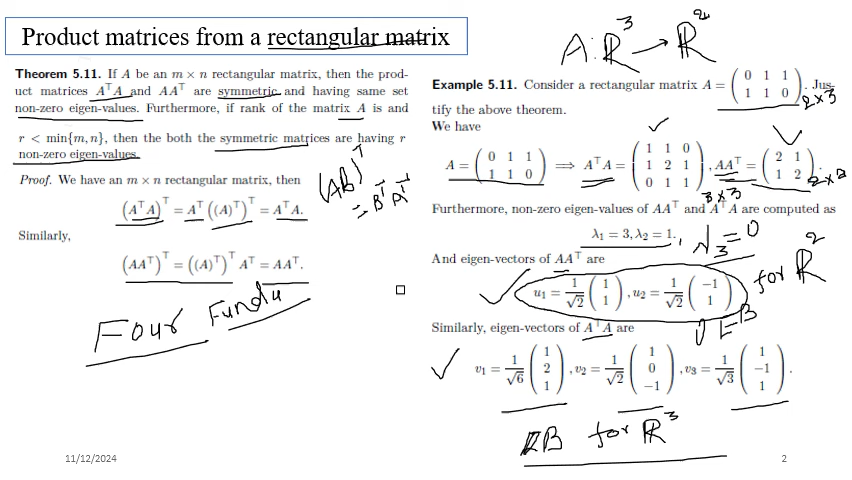 Product matrices from a rectangular matrix
A: ℝ³ → ℝ²
Theorem 5.11. If A be an m × n rectangular matrix, then the prod-
uct matrices AᵀA and AAᵀ are symmetric and having same set
non-zero eigen-values. Furthermore, if rank of the matrix A is and
r < min{m, n}, then the both the symmetric matrices are having r
non-zero eigen-values.
Proof. We have an m × n rectangular matrix, then
(AB)ᵀ
= BᵀAᵀ
(AᵀA)ᵀ = Aᵀ((A)ᵀ)ᵀ = AᵀA.
Similarly,
(AAᵀ)ᵀ = ((A)ᵀ)ᵀ Aᵀ = AAᵀ.
□
Four Fundu
Example 5.11. Consider a rectangular matrix A = (0 1 1; 1 1 0). Jus-
2×3
tify the above theorem.
We have
A = (0 1 1; 1 1 0) ⟹ AᵀA = (1 1 0; 1 2 1; 0 1 1), AAᵀ = (2 1; 1 2).
3×3 2×2
Furthermore, non-zero eigen-values of AAᵀ and AᵀA are computed as
λ₁ = 3, λ₂ = 1. , λ₃ = 0
And eigen-vectors of AAᵀ are
u₁ = 1/√2 (1; 1), u₂ = 1/√2 (−1; 1)
for ℝ²
Similarly, eigen-vectors of AᵀA are
v₁ = 1/√6 (1; 2; 1), v₂ = 1/√2 (1; 0; −1), v₃ = 1/√3 (1; −1; 1).
for ℝ³
11/12/2024
2